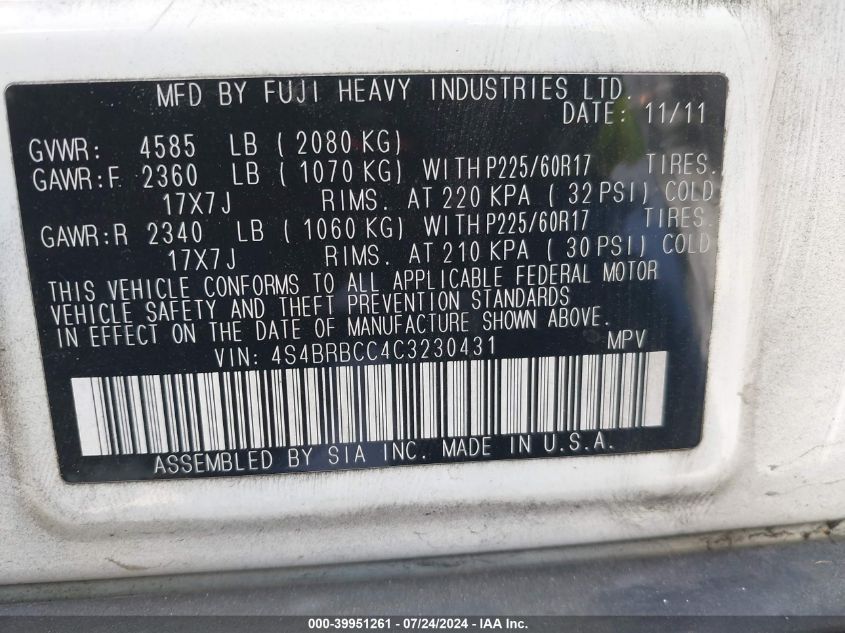 MFD BY FUJI HEAVY INDUSTRIES LTD.
DATE: 11/11
GVWR: 4585 LB ( 2080 KG)
GAWR:F 2360 LB ( 1070 KG) WITH P225/60R17 TIRES.
17X7J RIMS. AT 220 KPA ( 32 PSI) COLD
GAWR:R 2340 LB ( 1060 KG) WITH P225/60R17 TIRES.
17X7J RIMS. AT 210 KPA ( 30 PSI) COLD
THIS VEHICLE CONFORMS TO ALL APPLICABLE FEDERAL MOTOR
VEHICLE SAFETY AND THEFT PREVENTION STANDARDS
IN EFFECT ON THE DATE OF MANUFACTURE SHOWN ABOVE.
VIN: 4S4BRBCC4C3230431 MPV
ASSEMBLED BY SIA INC. MADE IN U.S.A.
000-39951261 - 07/24/2024 - IAA Inc.